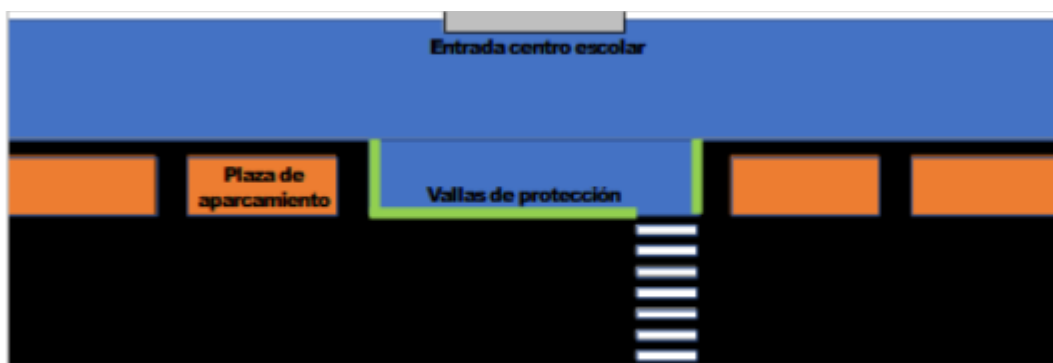 Entrada centro escolar
Plaza de
aparcamiento
Vallas de protección